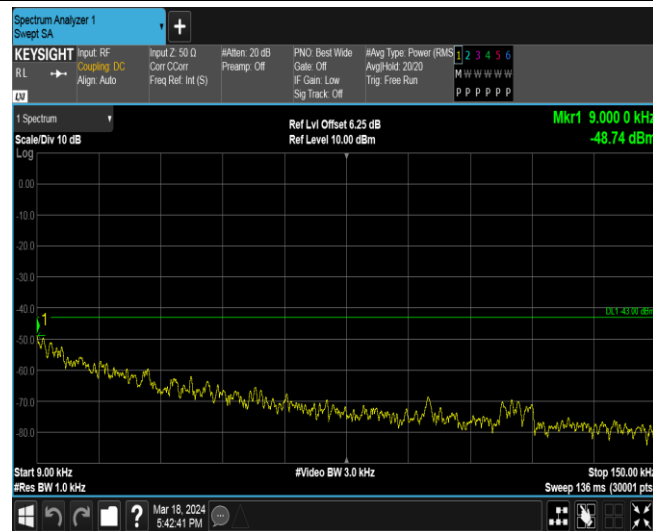 Spectrum Analyzer 1
Swept SA
+
KEYSIGHT Input: RF Input Z: 50 Ω #Atten: 20 dB PNO: Best Wide #Avg Type: Power (RMS 1 2 3 4 5 6
RL Coupling: DC Corr CCorr Preamp: Off Gate: Off Avg|Hold: 20/20 M W W W W W
Align: Auto Freq Ref: Int (S) IF Gain: Low Trig: Free Run
Sig Track: Off P P P P P P
LXI
1 Spectrum Ref Lvl Offset 6.25 dB Mkr1 9.000 0 kHz
Scale/Div 10 dB Ref Level 10.00 dBm -48.74 dBm
Log
0.00
-10.0
-20.0
-30.0
-40.0 DL1 -43.00 dBm
1
-50.0
-60.0
-70.0
-80.0
Start 9.00 kHz #Video BW 3.0 kHz Stop 150.00 kHz
#Res BW 1.0 kHz Sweep 136 ms (30001 pts
? Mar 18, 2024
5:42:41 PM